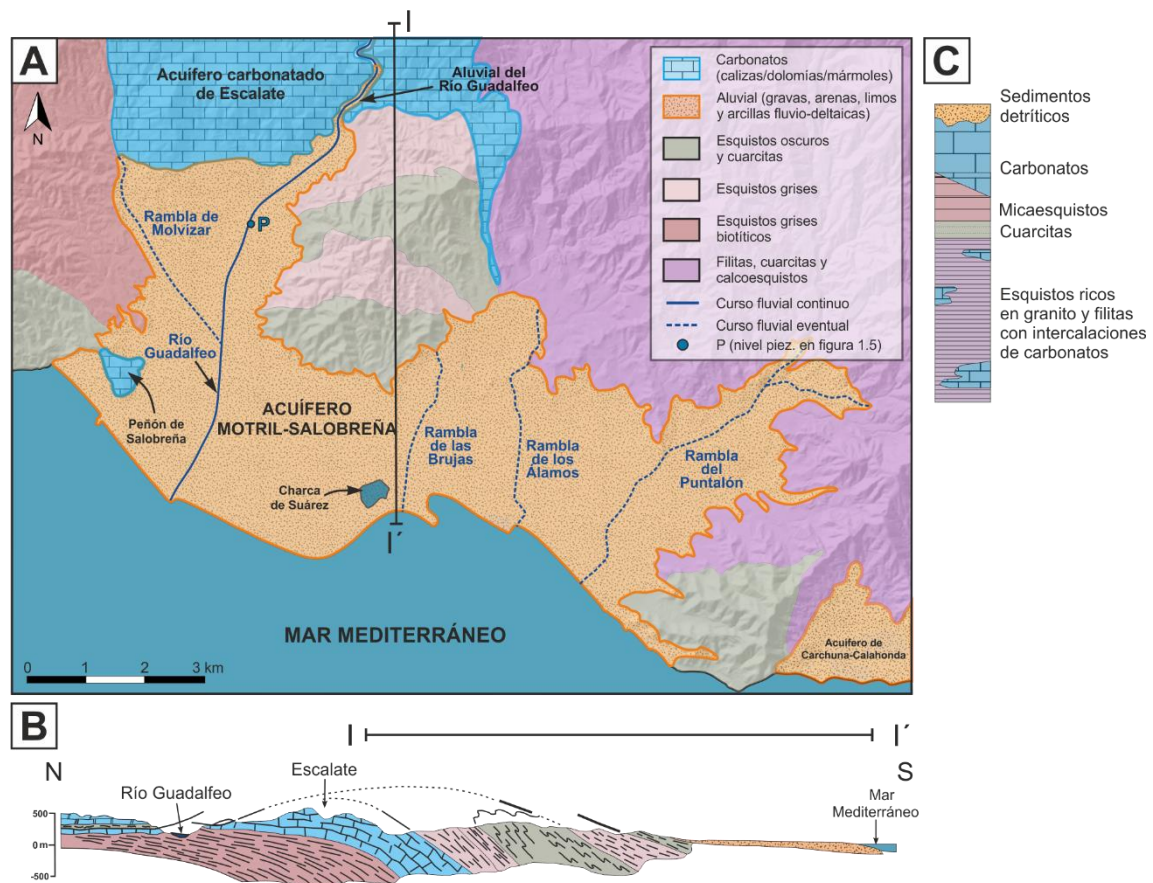 A
I
Acuífero carbonatado
de Escalate
Aluvial del
Río Guadalfeo
N
Rambla de
Molvizar
P
Río
Guadalfeo
Peñón de
Salobreña
ACUÍFERO
MOTRIL-SALOBREÑA
Charca
de Suárez
I´
Rambla
de las
Brujas
Rambla
de los
Álamos
Rambla
del
Puntalón
MAR MEDITERRÁNEO
Acuifero de
Carchuna-Calahonda
0 1 2 3 km
Carbonatos
(calizas/dolomías/mármoles)
Aluvial (gravas, arenas, limos
y arcillas fluvio-deltaicas)
Esquistos oscuros
y cuarcitas
Esquistos grises
Esquistos grises
biotíticos
Filitas, cuarcitas y
calcoesquistos
Curso fluvial continuo
Curso fluvial eventual
P (nivel piez. en figura 1.5)
C
Sedimentos
detríticos
Carbonatos
Micaesquistos
Cuarcitas
Esquistos ricos
en granito y filitas
con intercalaciones
de carbonatos
B
I
I´
N
S
Río Guadalfeo
Escalate
Mar
Mediterráneo
500
0 m
-500